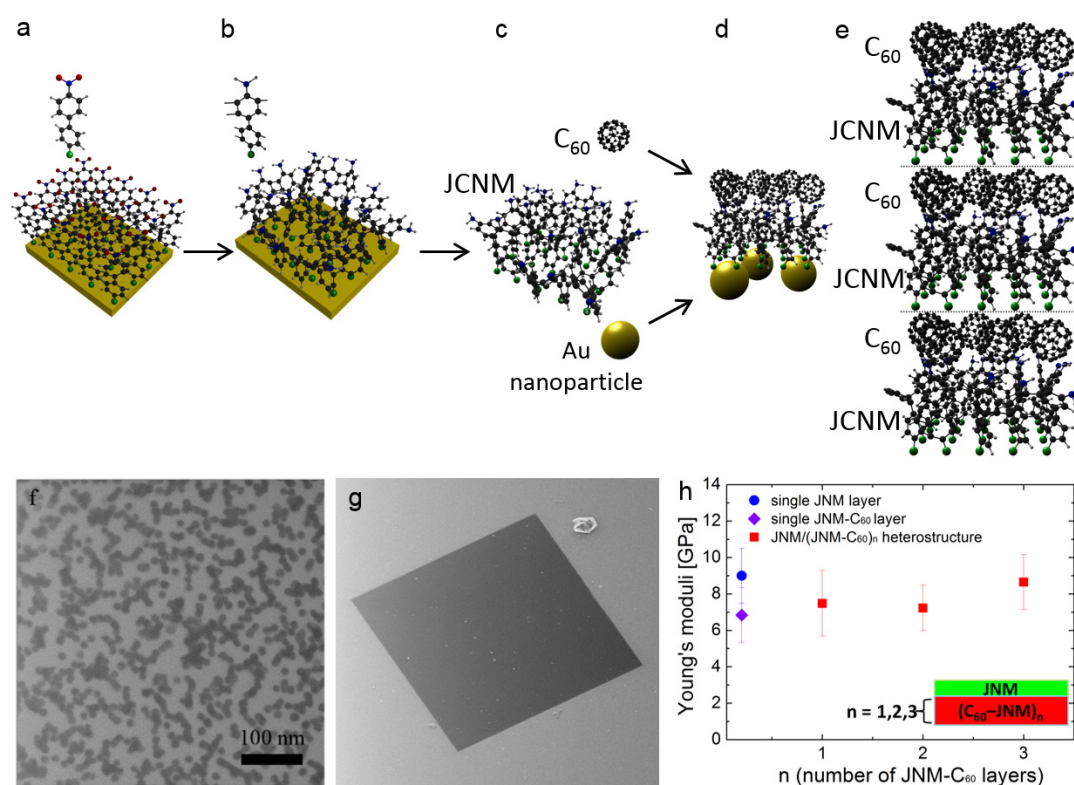 a
b
c
d
e
C₆₀
JCNM
Au
nanoparticle
C₆₀
JCNM
C₆₀
JCNM
C₆₀
JCNM
f
100 nm
g
h
Young's moduli [GPa]
14
12
10
8
6
4
2
0
single JNM layer
single JNM-C₆₀ layer
JNM/(JNM-C₆₀)ₙ heterostructure
JNM
n = 1,2,3
(C₆₀–JNM)ₙ
1
2
3
n (number of JNM-C₆₀ layers)